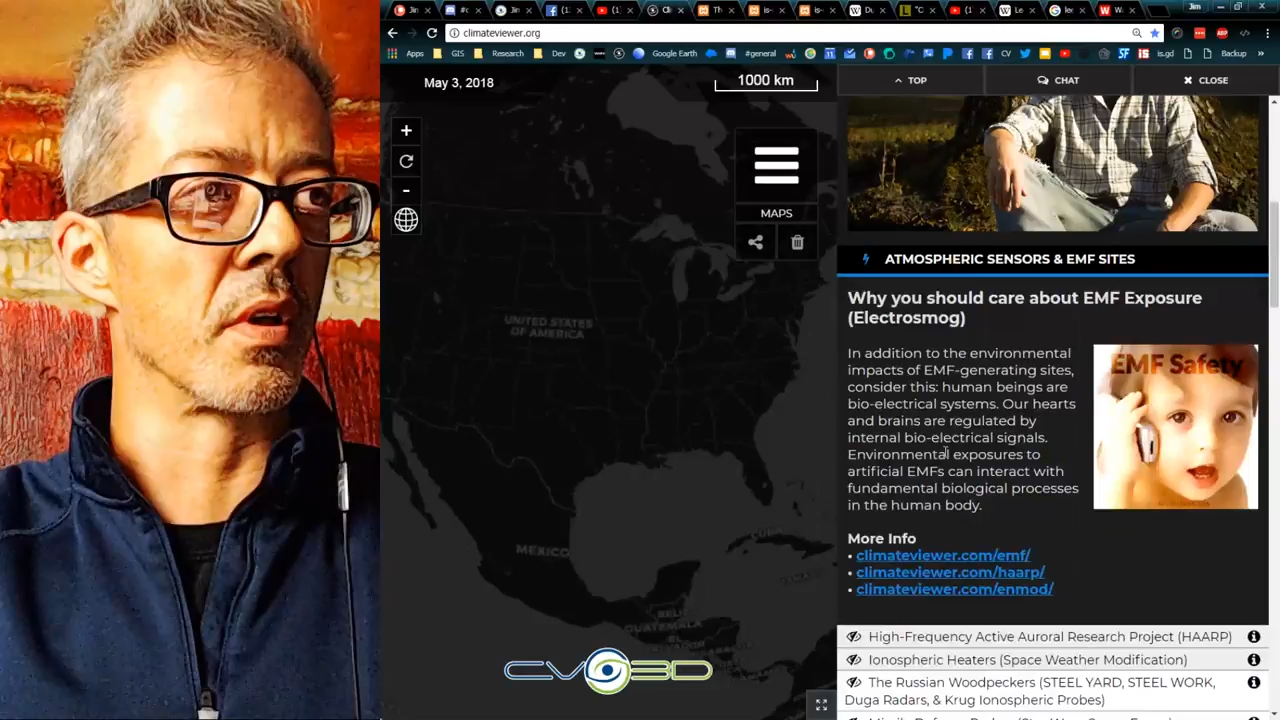 Jim
climateviewer.org
Apps
GIS
Research
Dev
Google Earth
#general
CV
is.gd
Backup
May 3, 2018
1000 km
TOP
CHAT
CLOSE
MAPS
UNITED STATES
OF AMERICA
MEXICO
CUBA
GUATEMALA
CV3D
ATMOSPHERIC SENSORS & EMF SITES
Why you should care about EMF Exposure
(Electrosmog)
In addition to the environmental
impacts of EMF-generating sites,
consider this: human beings are
bio-electrical systems. Our hearts
and brains are regulated by
internal bio-electrical signals.
Environmental exposures to
artificial EMFs can interact with
fundamental biological processes
in the human body.
EMF Safety
More Info
• climateviewer.com/emf/
• climateviewer.com/haarp/
• climateviewer.com/enmod/
High-Frequency Active Auroral Research Project (HAARP)
Ionospheric Heaters (Space Weather Modification)
The Russian Woodpeckers (STEEL YARD, STEEL WORK,
Duga Radars, & Krug Ionospheric Probes)